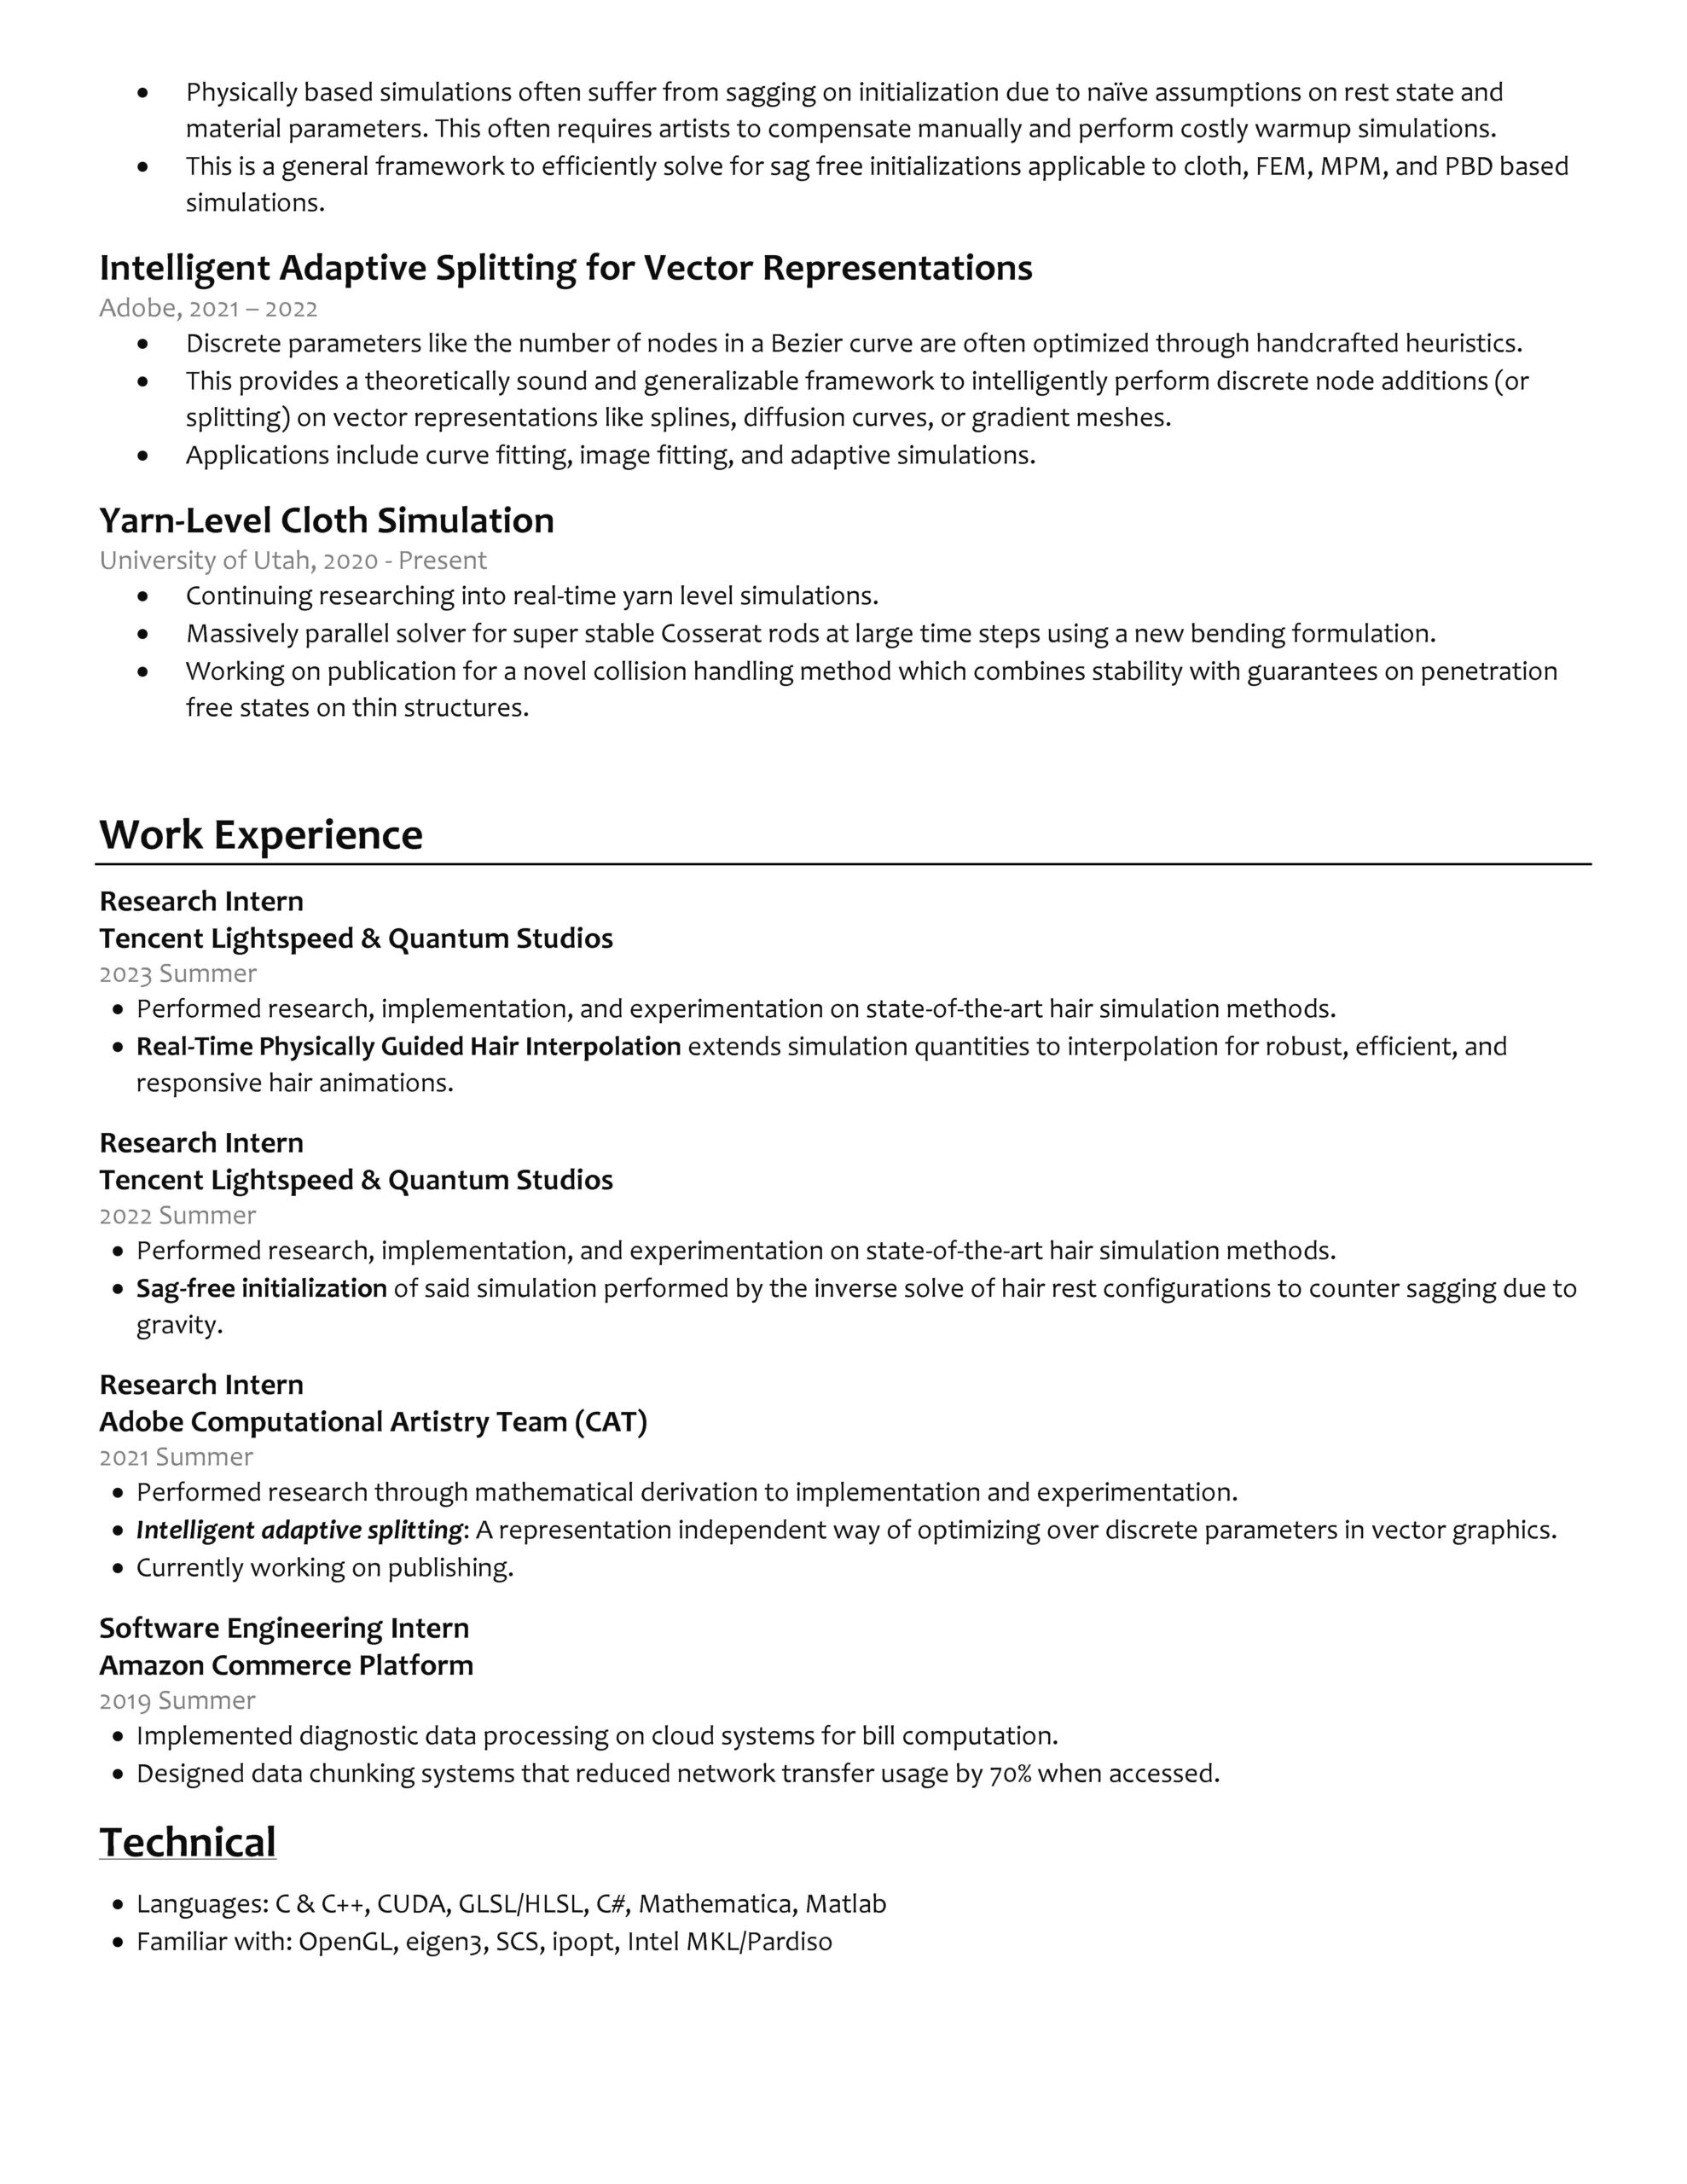 • Physically based simulations often suffer from sagging on initialization due to naïve assumptions on rest state and
material parameters. This often requires artists to compensate manually and perform costly warmup simulations.
• This is a general framework to efficiently solve for sag free initializations applicable to cloth, FEM, MPM, and PBD based
simulations.
Intelligent Adaptive Splitting for Vector Representations
Adobe, 2021 – 2022
• Discrete parameters like the number of nodes in a Bezier curve are often optimized through handcrafted heuristics.
• This provides a theoretically sound and generalizable framework to intelligently perform discrete node additions (or
splitting) on vector representations like splines, diffusion curves, or gradient meshes.
• Applications include curve fitting, image fitting, and adaptive simulations.
Yarn-Level Cloth Simulation
University of Utah, 2020 - Present
• Continuing researching into real-time yarn level simulations.
• Massively parallel solver for super stable Cosserat rods at large time steps using a new bending formulation.
• Working on publication for a novel collision handling method which combines stability with guarantees on penetration
free states on thin structures.
Work Experience
Research Intern
Tencent Lightspeed & Quantum Studios
2023 Summer
• Performed research, implementation, and experimentation on state-of-the-art hair simulation methods.
• Real-Time Physically Guided Hair Interpolation extends simulation quantities to interpolation for robust, efficient, and
responsive hair animations.
Research Intern
Tencent Lightspeed & Quantum Studios
2022 Summer
• Performed research, implementation, and experimentation on state-of-the-art hair simulation methods.
• Sag-free initialization of said simulation performed by the inverse solve of hair rest configurations to counter sagging due to
gravity.
Research Intern
Adobe Computational Artistry Team (CAT)
2021 Summer
• Performed research through mathematical derivation to implementation and experimentation.
• Intelligent adaptive splitting: A representation independent way of optimizing over discrete parameters in vector graphics.
• Currently working on publishing.
Software Engineering Intern
Amazon Commerce Platform
2019 Summer
• Implemented diagnostic data processing on cloud systems for bill computation.
• Designed data chunking systems that reduced network transfer usage by 70% when accessed.
Technical
• Languages: C & C++, CUDA, GLSL/HLSL, C#, Mathematica, Matlab
• Familiar with: OpenGL, eigen3, SCS, ipopt, Intel MKL/Pardiso